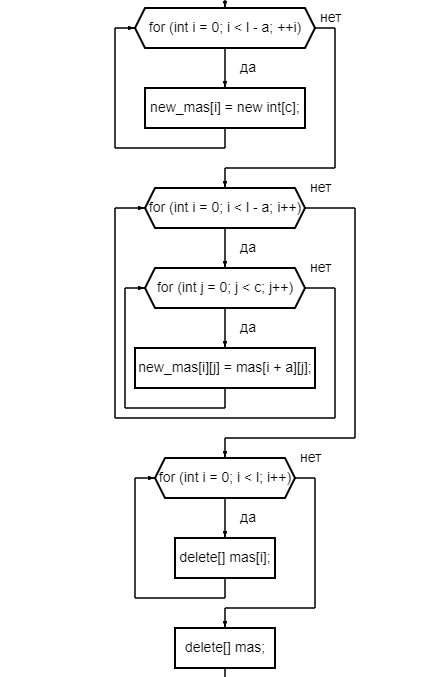 for (int i = 0; i < l - a; ++i)
нет
да
new_mas[i] = new int[c];
нет
for (int i = 0; i < l - a; i++)
да
нет
for (int j = 0; j < c; j++)
да
new_mas[i][j] = mas[i + a][j];
нет
for (int i = 0; i < l; i++)
да
delete[] mas[i];
delete[] mas;